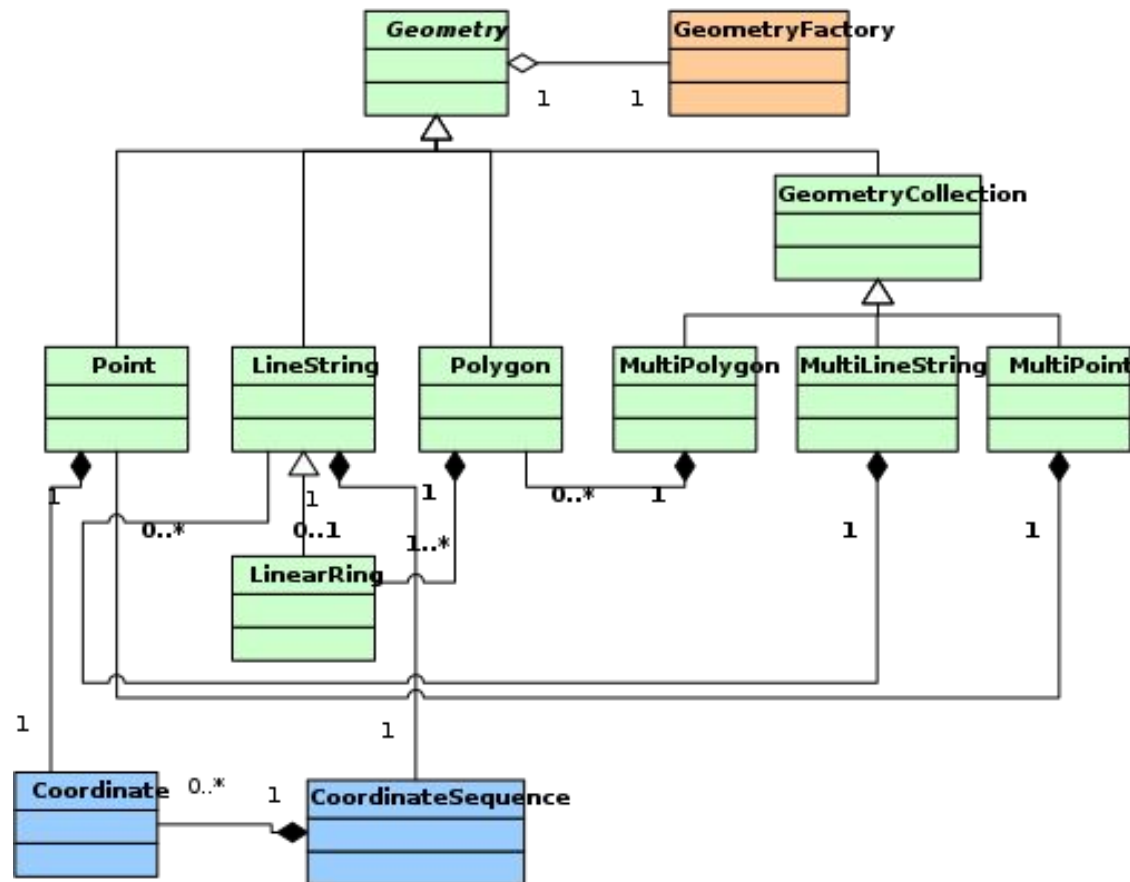 Geometry
GeometryFactory
1
1
GeometryCollection
Point
LineString
Polygon
MultiPolygon
MultiLineString
MultiPoint
1
1
1
0..*
1
0..*
0..1
1..*
1
1
LinearRing
1
1
Coordinate
0..*
1
CoordinateSequence